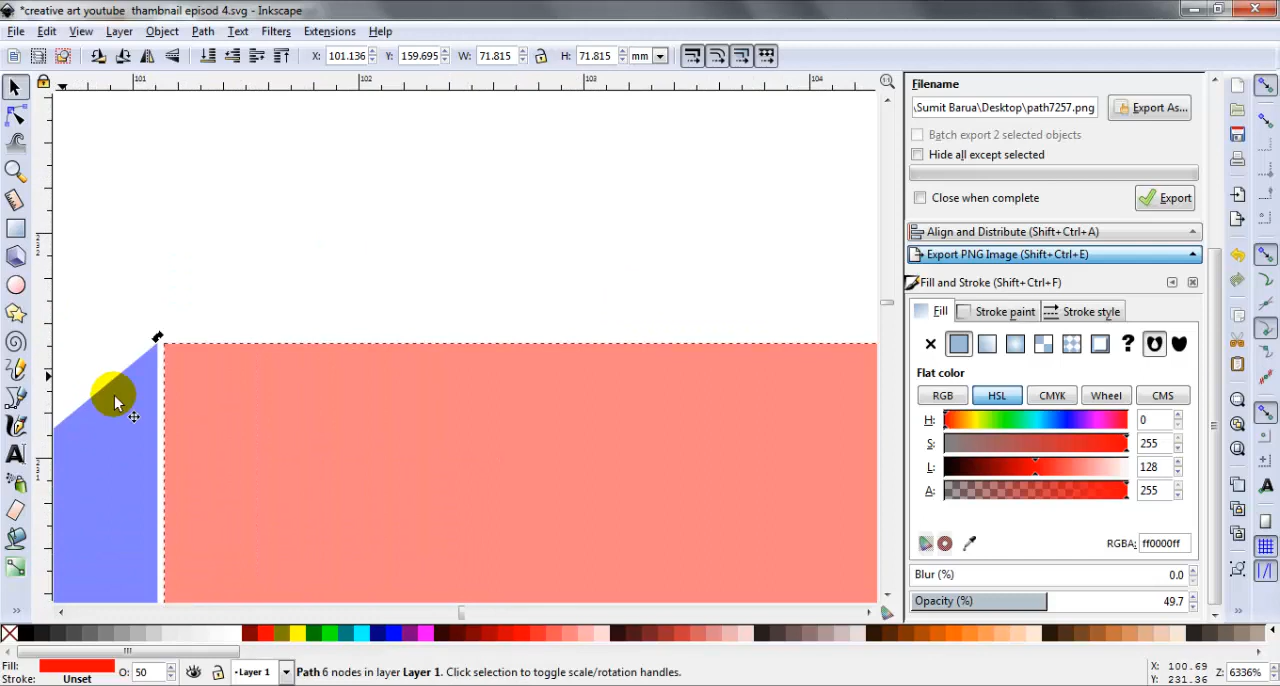 *creative art youtube thumbnail episod 4.svg - Inkscape
File Edit View Layer Object Path Filters Text Extensions Help
X: 101.136 Y: 159.695 W: 71.815 H: 71.815 mm
101 102 103 104
Filename
\Sumit Barua\Desktop\path7257.png Export As...
Batch export 2 selected objects
Hide all except selected
Close when complete Export
Align and Distribute (Shift+Ctrl+A)
Export PNG Image (Shift+Ctrl+E)
Fill and Stroke (Shift+Ctrl+F)
Fill Stroke paint Stroke style
Flat color
RGB HSL CMYK Wheel CMS
H: 0
S: 255
L: 128
A: 255
RGBA: ff0000ff
Blur (%) 0.0
Opacity (%) 49.7
Fill: O: 50 Layer 1 Path 6 nodes in layer Layer 1. Click selection to toggle scale/rotation handles. X: 100.69 Z: 6336%
Stroke: Unset Y: 231.36